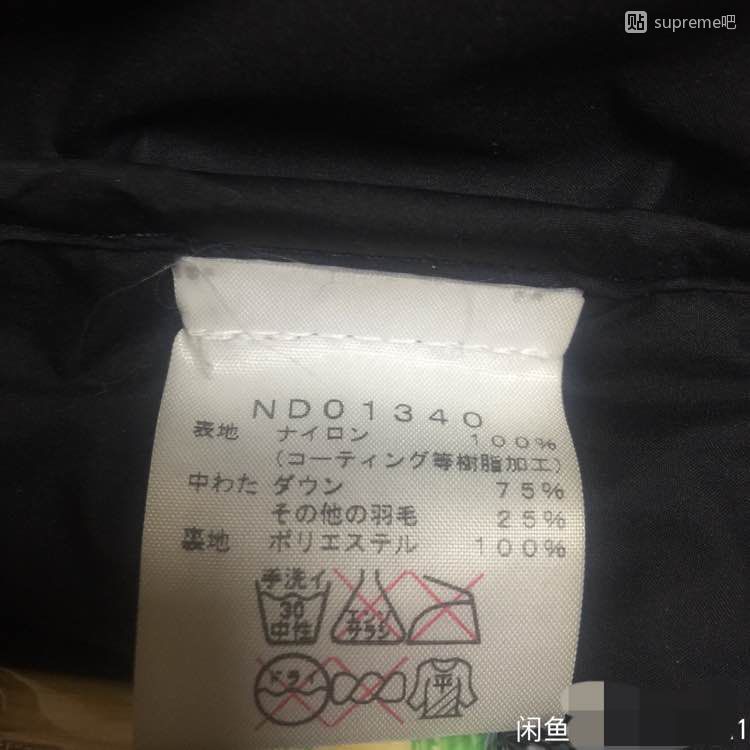 貼 supreme吧
ND01340
表地 ナイロン 100%
(コーティング等樹脂加工)
中わた ダウン 75%
その他の羽毛 25%
裏地 ポリエステル 100%
手洗イ
30
中性
エンソ
サラシ
ドライ
平
闲鱼
1